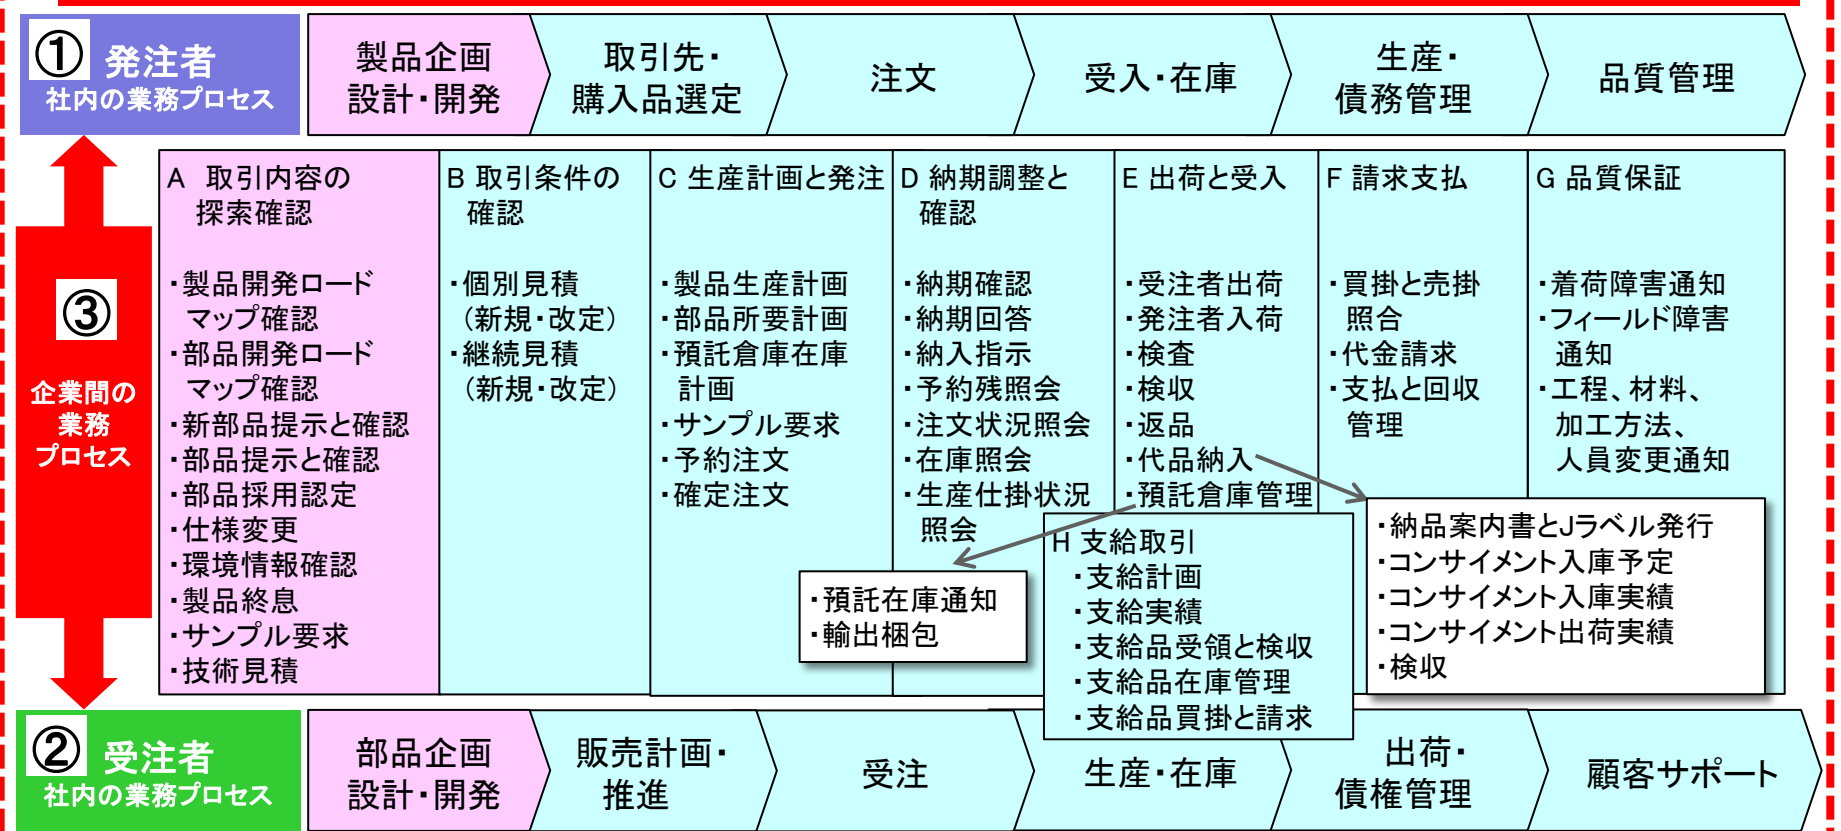 ① 発注者
社内の業務プロセス
製品企画
設計・開発
取引先・
購入品選定
注文
受入・在庫
生産・
債務管理
品質管理
③
企業間の
業務
プロセス
A 取引内容の
探索確認
・製品開発ロード
マップ確認
・部品開発ロード
マップ確認
・新部品提示と確認
・部品提示と確認
・部品採用認定
・仕様変更
・環境情報確認
・製品終息
・サンプル要求
・技術見積
B 取引条件の
確認
・個別見積
(新規・改定)
・継続見積
(新規・改定)
C 生産計画と発注
・製品生産計画
・部品所要計画
・預託倉庫在庫
計画
・サンプル要求
・予約注文
・確定注文
D 納期調整と
確認
・納期確認
・納期回答
・納入指示
・予約残照会
・注文状況照会
・在庫照会
・生産仕掛状況
照会
・預託在庫通知
・輸出梱包
E 出荷と受入
・受注者出荷
・発注者入荷
・検査
・検収
・返品
・代品納入
・預託倉庫管理
H 支給取引
・支給計画
・支給実績
・支給品受領と検収
・支給品在庫管理
・支給品買掛と請求
F 請求支払
・買掛と売掛
照合
・代金請求
・支払と回収
管理
G 品質保証
・着荷障害通知
・フィールド障害
通知
・工程、材料、
加工方法、
人員変更通知
・納品案内書とJラベル発行
・コンサイメント入庫予定
・コンサイメント入庫実績
・コンサイメント出荷実績
・検収
② 受注者
社内の業務プロセス
部品企画
設計・開発
販売計画・
推進
受注
生産・在庫
出荷・
債権管理
顧客サポート